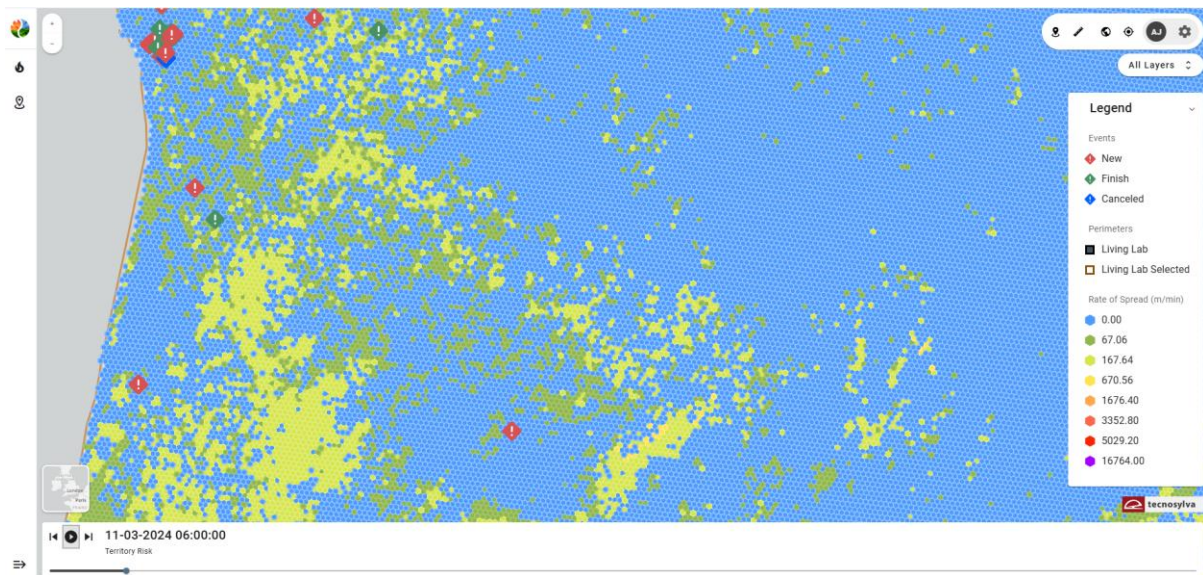 +
-
AJ
All Layers
Legend
Events
New
Finish
Canceled
Perimeters
Living Lab
Living Lab Selected
Rate of Spread (m/min)
0.00
67.06
167.64
670.56
1676.40
3352.80
5029.20
16764.00
tecnosylva
Paris
11-03-2024 06:00:00
Territory Risk